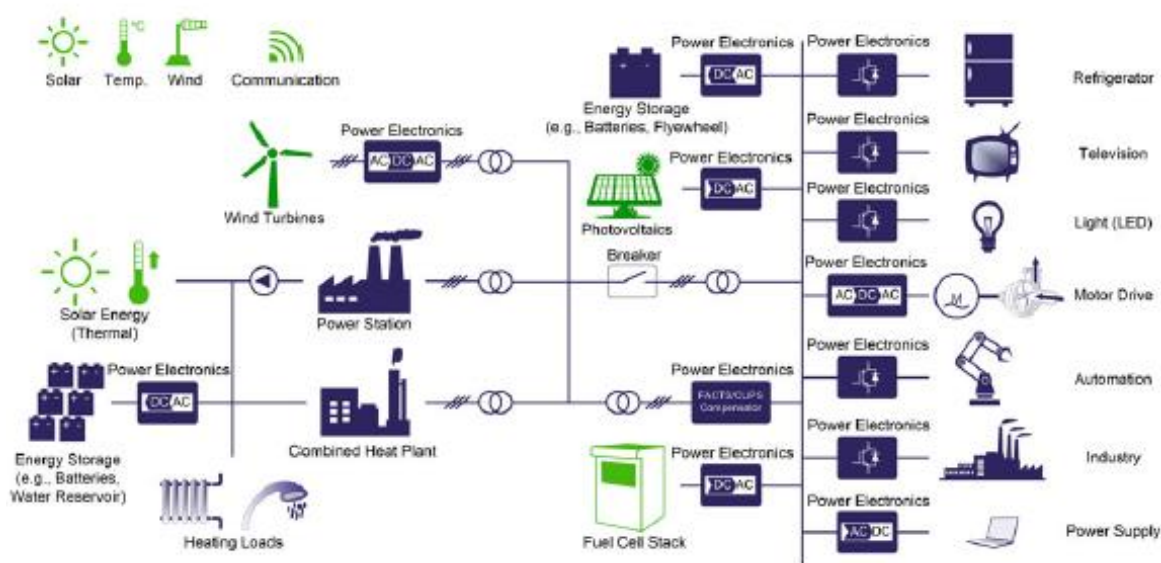 Solar
°C
Temp.
Wind
Communication
Power Electronics
DC AC
Energy Storage
(e.g., Batteries, Flywheel)
Power Electronics
Refrigerator
Power Electronics
AC DC AC
Wind Turbines
Power Electronics
DC AC
Photovoltaics
Power Electronics
Television
Power Electronics
Light (LED)
Solar Energy
(Thermal)
Power Station
Breaker
Power Electronics
AC DC AC
M
Motor Drive
Power Electronics
DC AC
Energy Storage
(e.g., Batteries,
Water Reservoir)
Combined Heat Plant
Power Electronics
FACTS/CUPS
Compensator
Power Electronics
Automation
Heating Loads
Fuel Cell Stack
Power Electronics
DC AC
Power Electronics
Industry
Power Electronics
AC DC
Power Supply